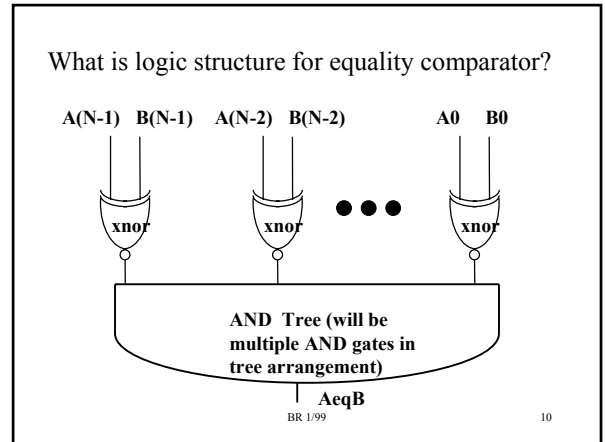 What is logic structure for equality comparator?
A(N-1) B(N-1) A(N-2) B(N-2) A0 B0
xnor xnor xnor
AND Tree (will be
multiple AND gates in
tree arrangement)
AeqB
BR 1/99 10